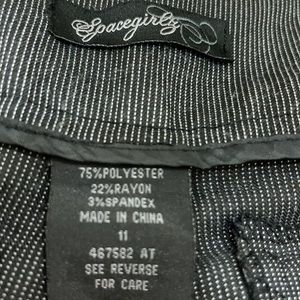 Spacegirlz
75%POLYESTER
22%RAYON
3%SPANDEX
MADE IN CHINA
11
467582 AT
SEE REVERSE
FOR CARE